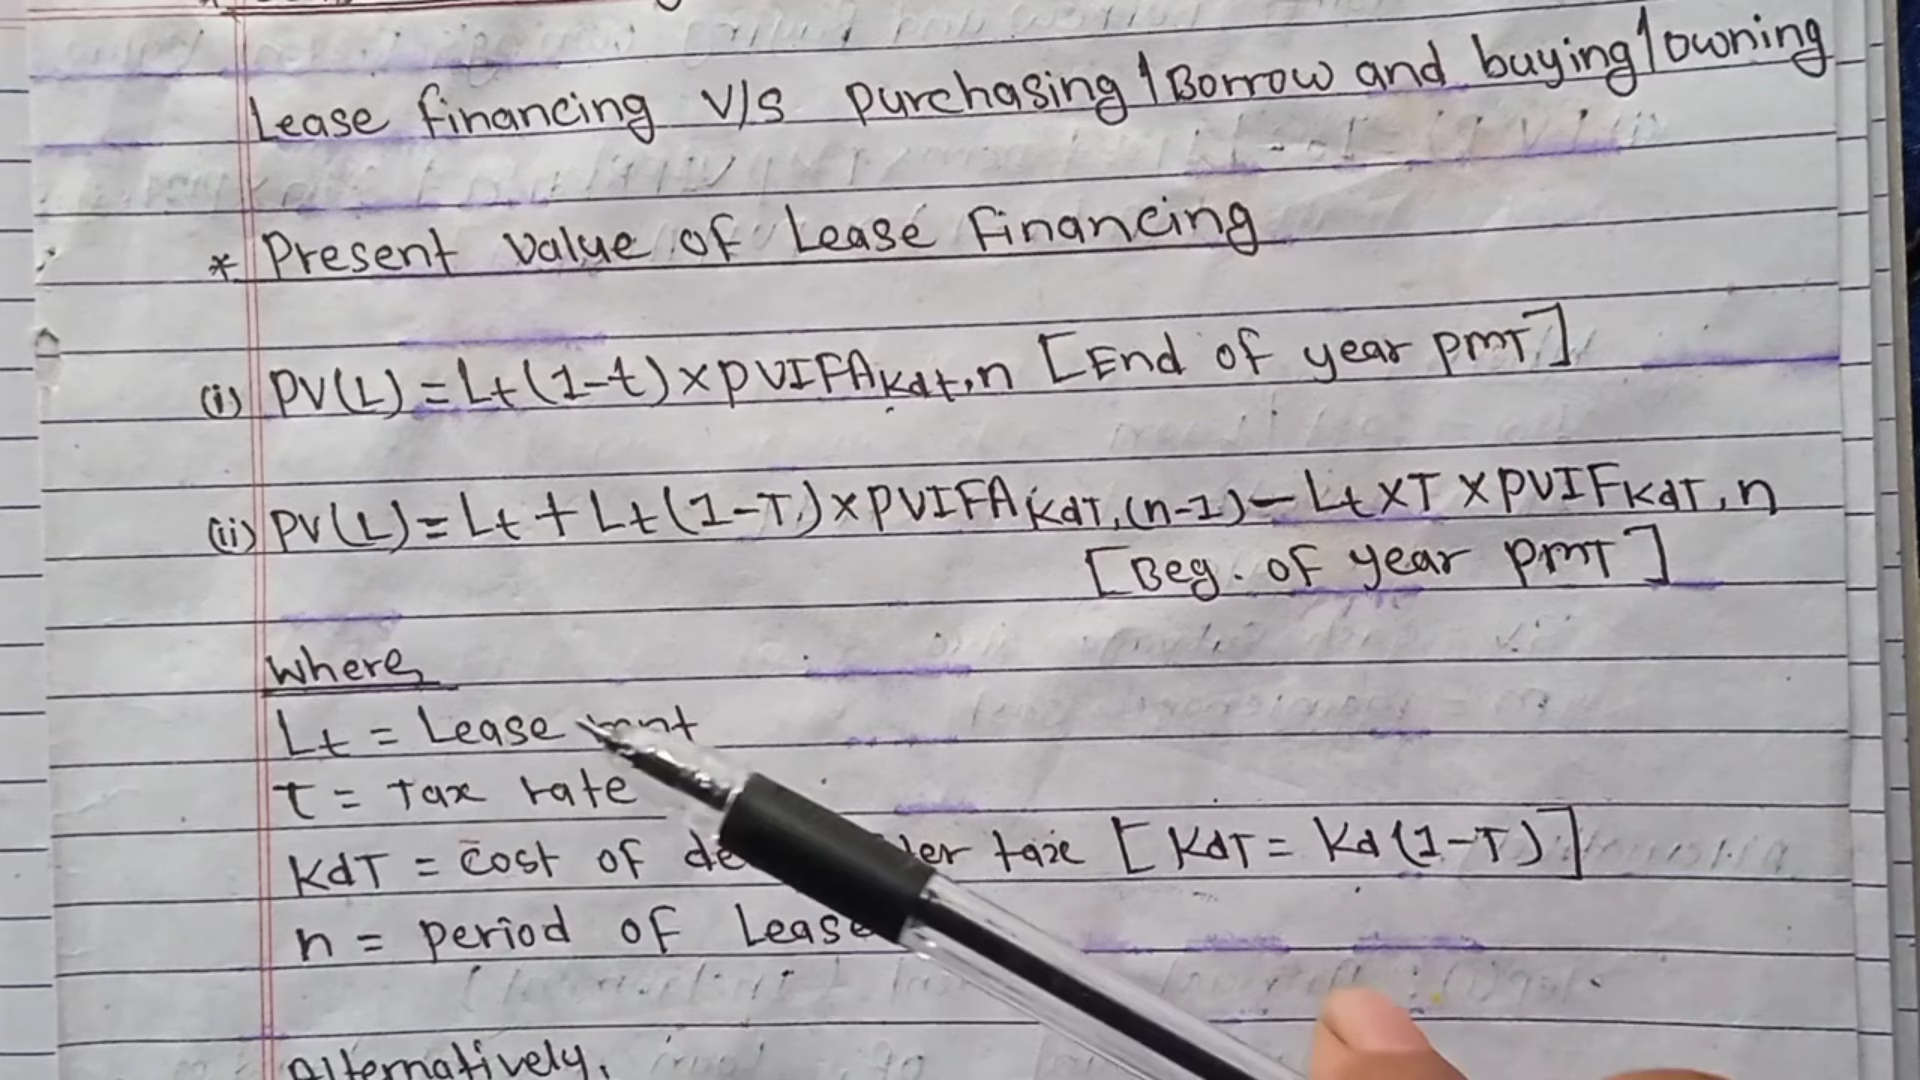 Lease financing v/s purchasing/Borrow and buying/owning
* Present value of Lease Financing
(i) PV(L) = Lt(1-t)×PVIFAkdt,n [End of year pmt]
(ii) PV(L) = Lt + Lt(1-T)×PVIFAkdT,(n-1) - Lt×T×PVIFKdT,n
[Beg. of year pmT]
Where,
Lt = Lease
t = Tax rate
KdT = cost of tax [KdT = Kd(1-T)]
n = period of Lease
Alternatively,